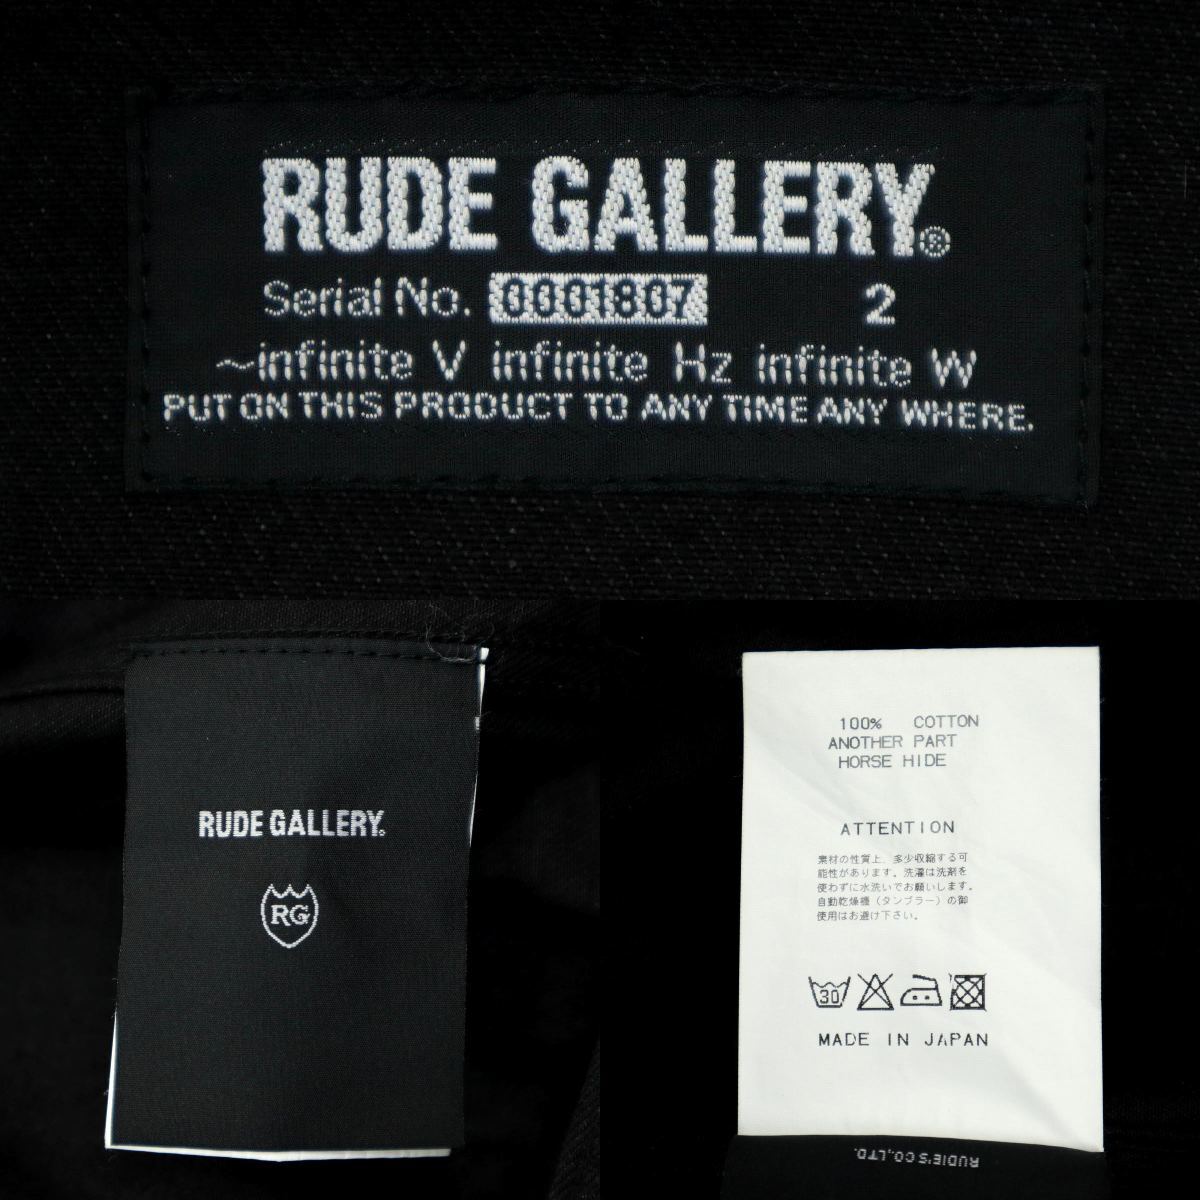 RUDE GALLERY®
Serial No. 0001807 2
~infinite V infinite Hz infinite W
PUT ON THIS PRODUCT TO ANY TIME ANY WHERE.
RUDE GALLERY®
RG
100% COTTON
ANOTHER PART
HORSE HIDE
ATTENTION
素材の性質上、多少収縮する可
能性があります。洗濯は洗剤を
使わずに水洗いでお願いします。
自動乾燥機（タンブラー）の御
使用はお避け下さい。
30
MADE IN JAPAN
RUDIE'S CO.,LTD.